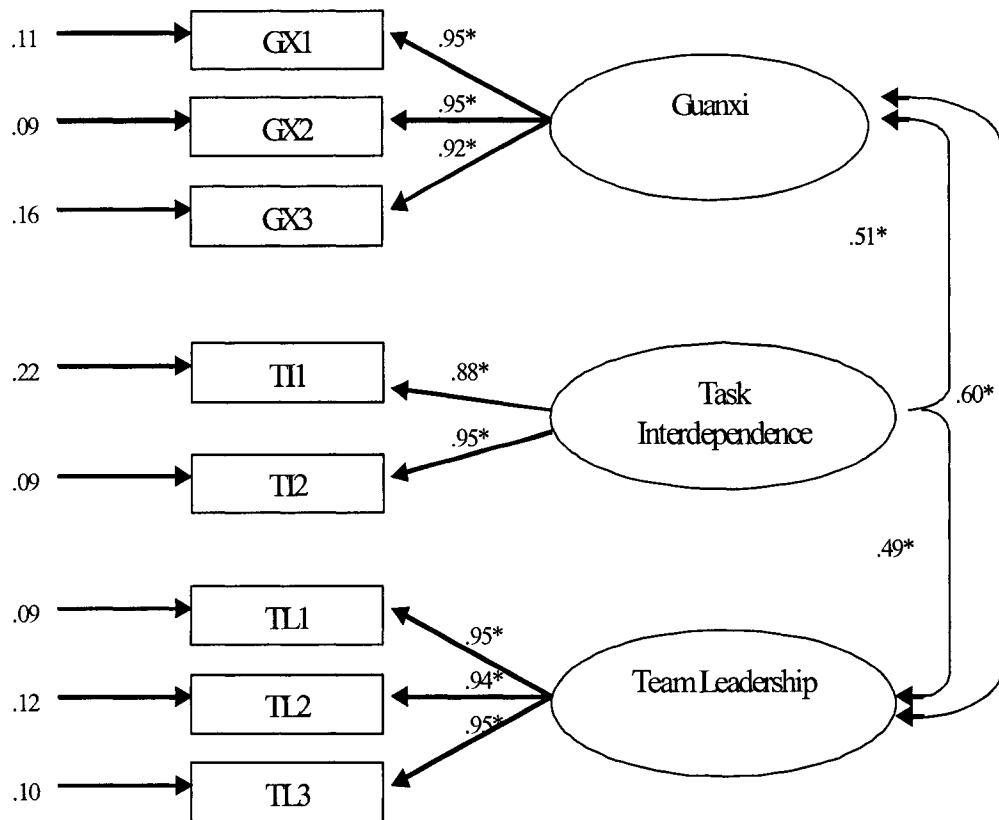 .11
GX1
.95*
Guanxi
.09
GX2
.95*
.16
GX3
.92*
.51*
.22
TI1
.88*
Task
Interdependence
.60*
.09
TI2
.95*
.49*
.09
TL1
.95*
Team Leadership
.12
TL2
.94*
.10
TL3
.95*